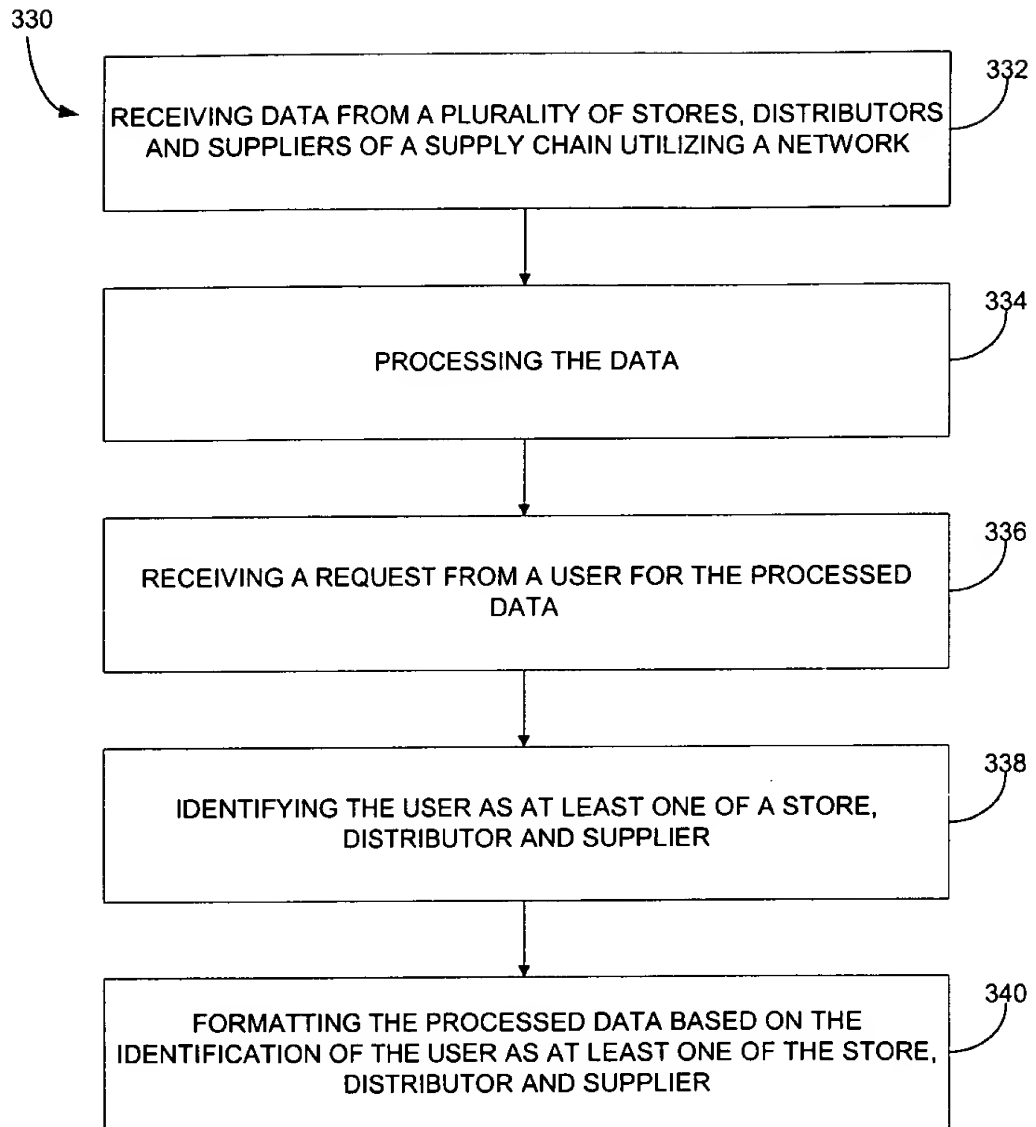 330
332
RECEIVING DATA FROM A PLURALITY OF STORES, DISTRIBUTORS
AND SUPPLIERS OF A SUPPLY CHAIN UTILIZING A NETWORK
334
PROCESSING THE DATA
336
RECEIVING A REQUEST FROM A USER FOR THE PROCESSED
DATA
338
IDENTIFYING THE USER AS AT LEAST ONE OF A STORE,
DISTRIBUTOR AND SUPPLIER
340
FORMATTING THE PROCESSED DATA BASED ON THE
IDENTIFICATION OF THE USER AS AT LEAST ONE OF THE STORE,
DISTRIBUTOR AND SUPPLIER